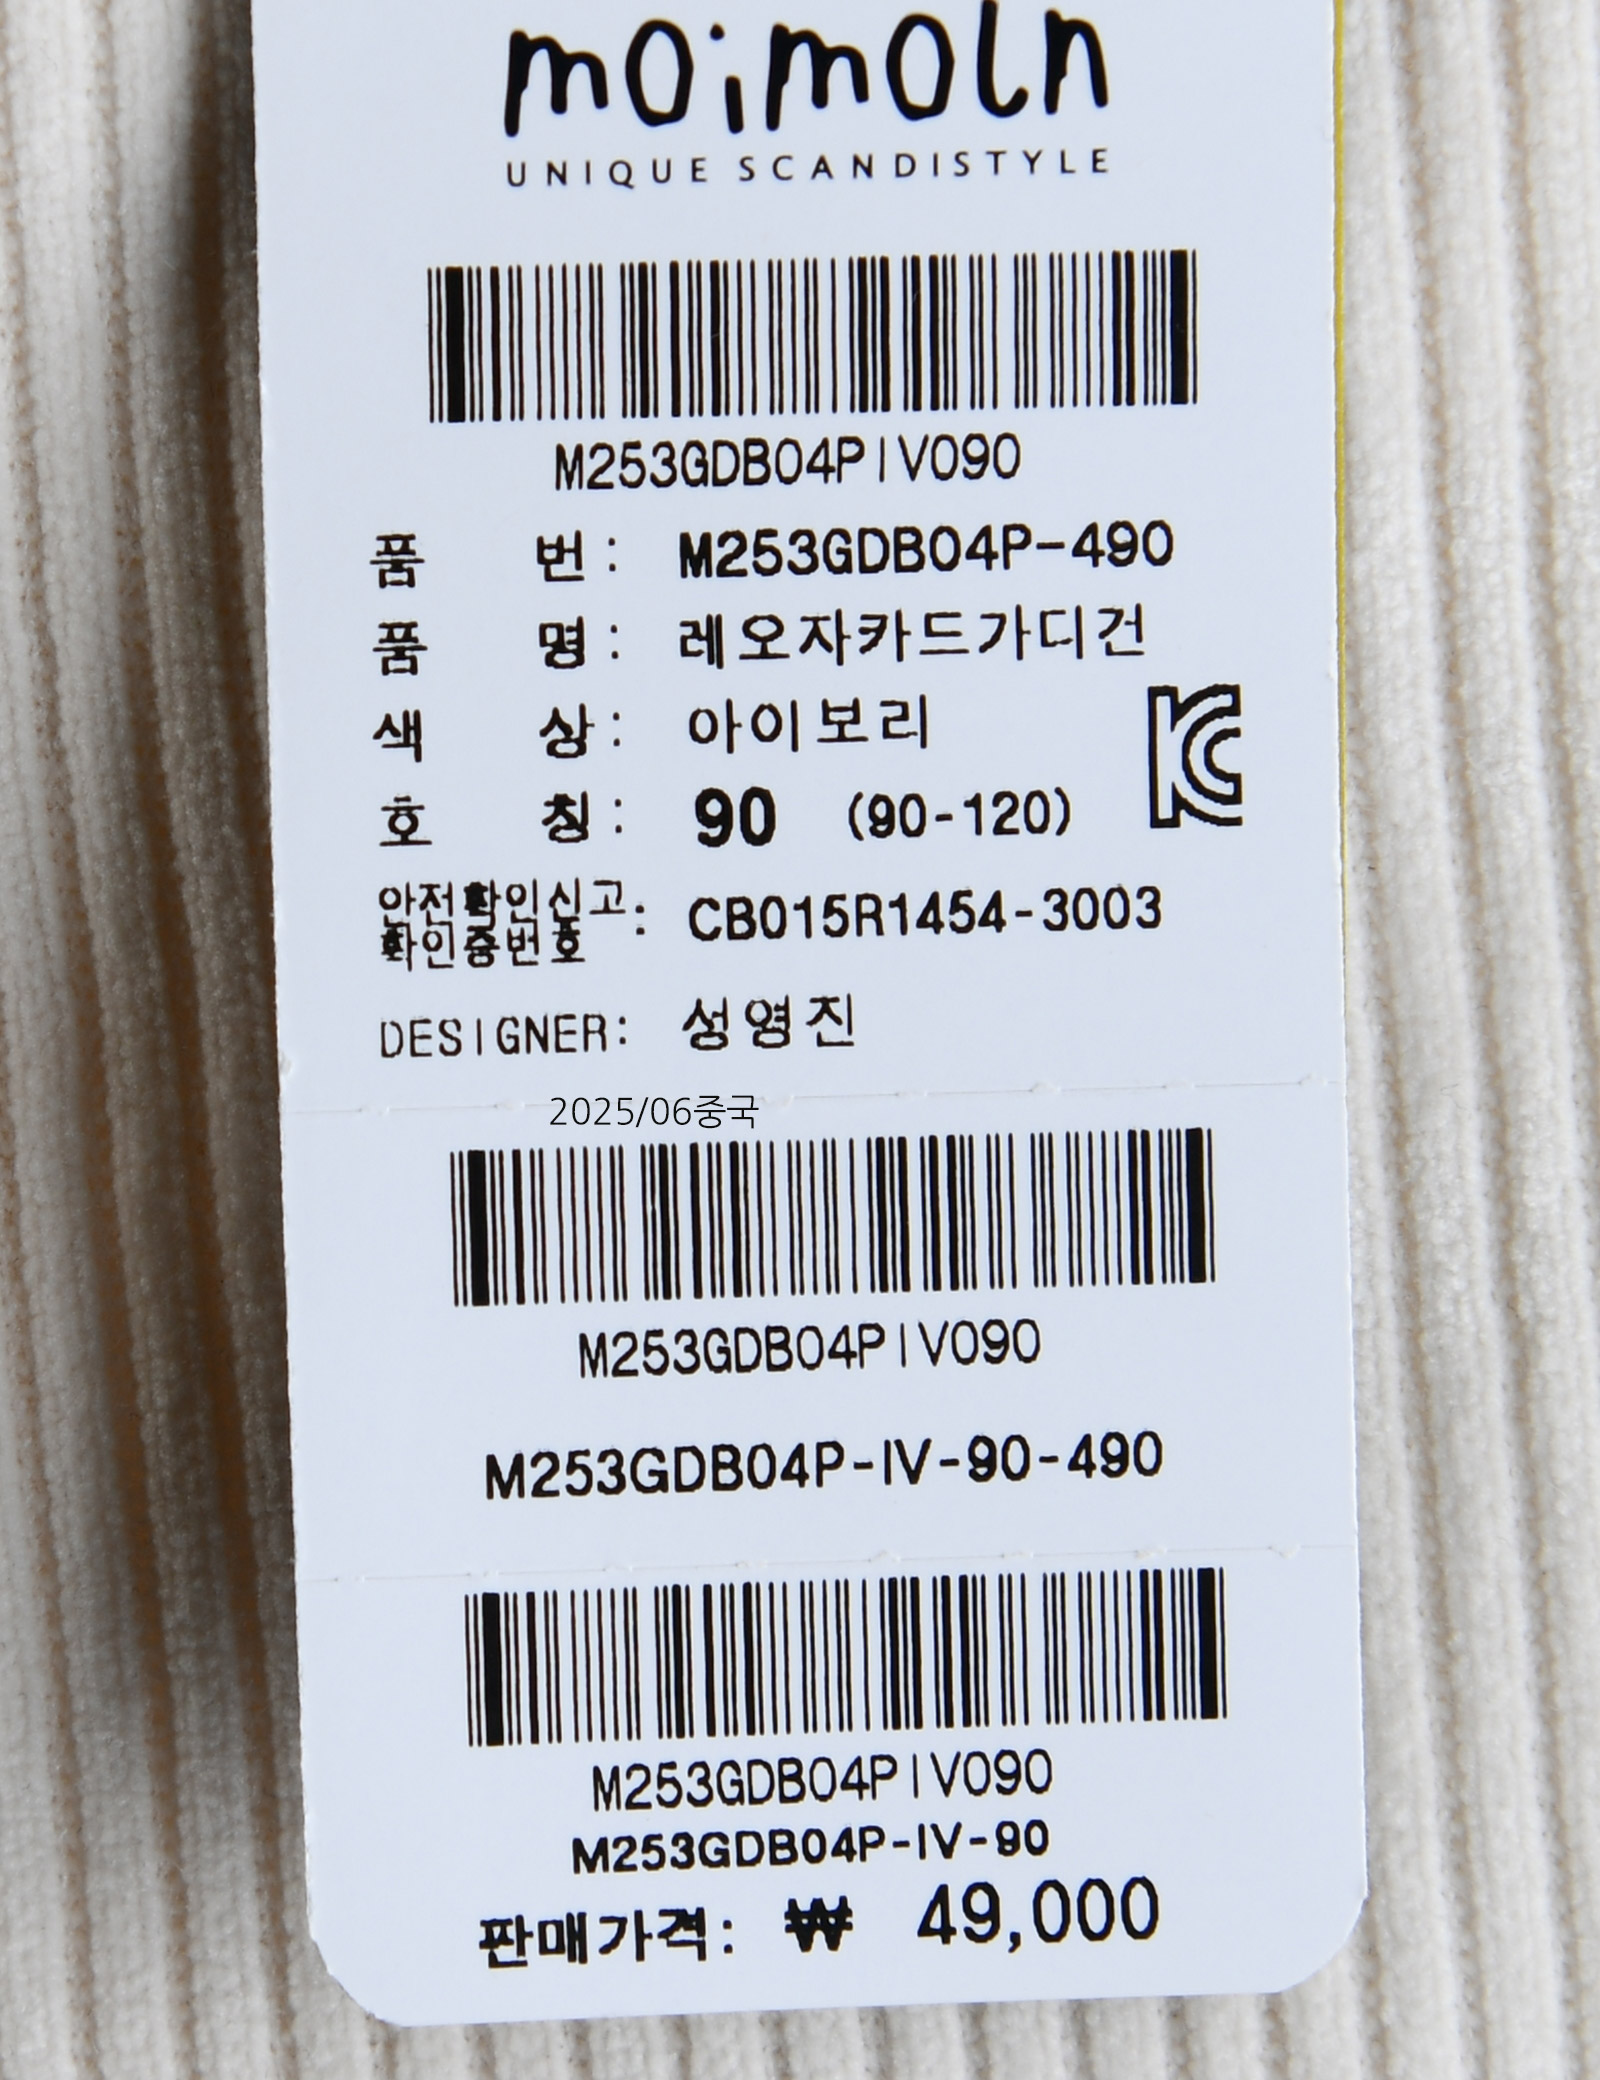 moimoln
UNIQUE SCANDISTYLE
M253GDB04PIV090
품 번: M253GDB04P-490
품 명: 레오자카드가디건
색 상: 아이보리
호 칭: 90 (90-120)
안전확인신고
확인증번호: CB015R1454-3003
DESIGNER: 성영진
2025/06중국
M253GDB04PIV090
M253GDB04P-IV-90-490
M253GDB04PIV090
M253GDB04P-IV-90
판매가격: ₩ 49,000